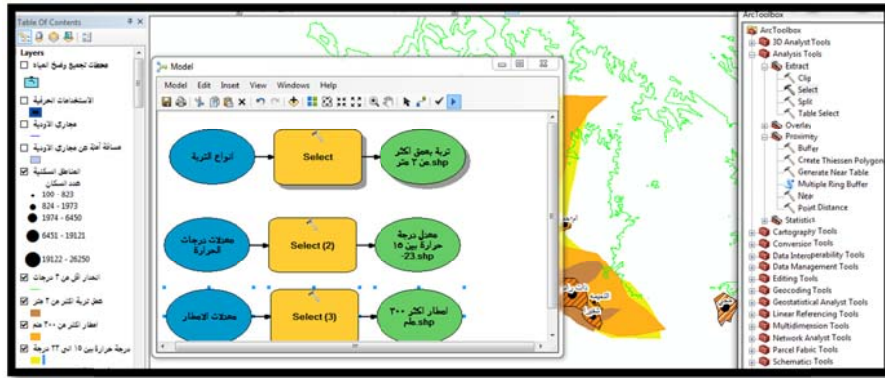 Table Of Contents
Layers
محطات تجميع وضخ المياه
الاستخدامات الحرفية
مجاري الاودية
مسافة آمنة عن مجاري الاودية
المناطق السكنية
عدد السكان
100 - 823
824 - 1973
1974 - 6450
6451 - 19121
19122 - 26250
انحدار أقل من ٣ درجات
عمق تربة اكثر من ٣ متر
امطار اكثر من ٣٠٠ ملم
درجة حرارة بين ١٥ الى ٢٣ درجة
Model
Model Edit Insert View Windows Help
أنواع التربة
Select
تربة بعمق اكثر
من ٣ متر.shp
معدلات درجات
الحرارة
Select (2)
معدل درجة
حرارة بين ١٥
-23.shp
معدلات الامطار
Select (3)
امطار اكثر ٣٠٠
ملم.shp
ArcToolbox
ArcToolbox
3D Analyst Tools
Analysis Tools
Extract
Clip
Select
Split
Table Select
Overlay
Proximity
Buffer
Create Thiessen Polygon
Generate Near Table
Multiple Ring Buffer
Near
Point Distance
Statistics
Cartography Tools
Conversion Tools
Data Interoperability Tools
Data Management Tools
Editing Tools
Geocoding Tools
Geostatistical Analyst Tools
Linear Referencing Tools
Multidimension Tools
Network Analyst Tools
Parcel Fabric Tools
Schematics Tools